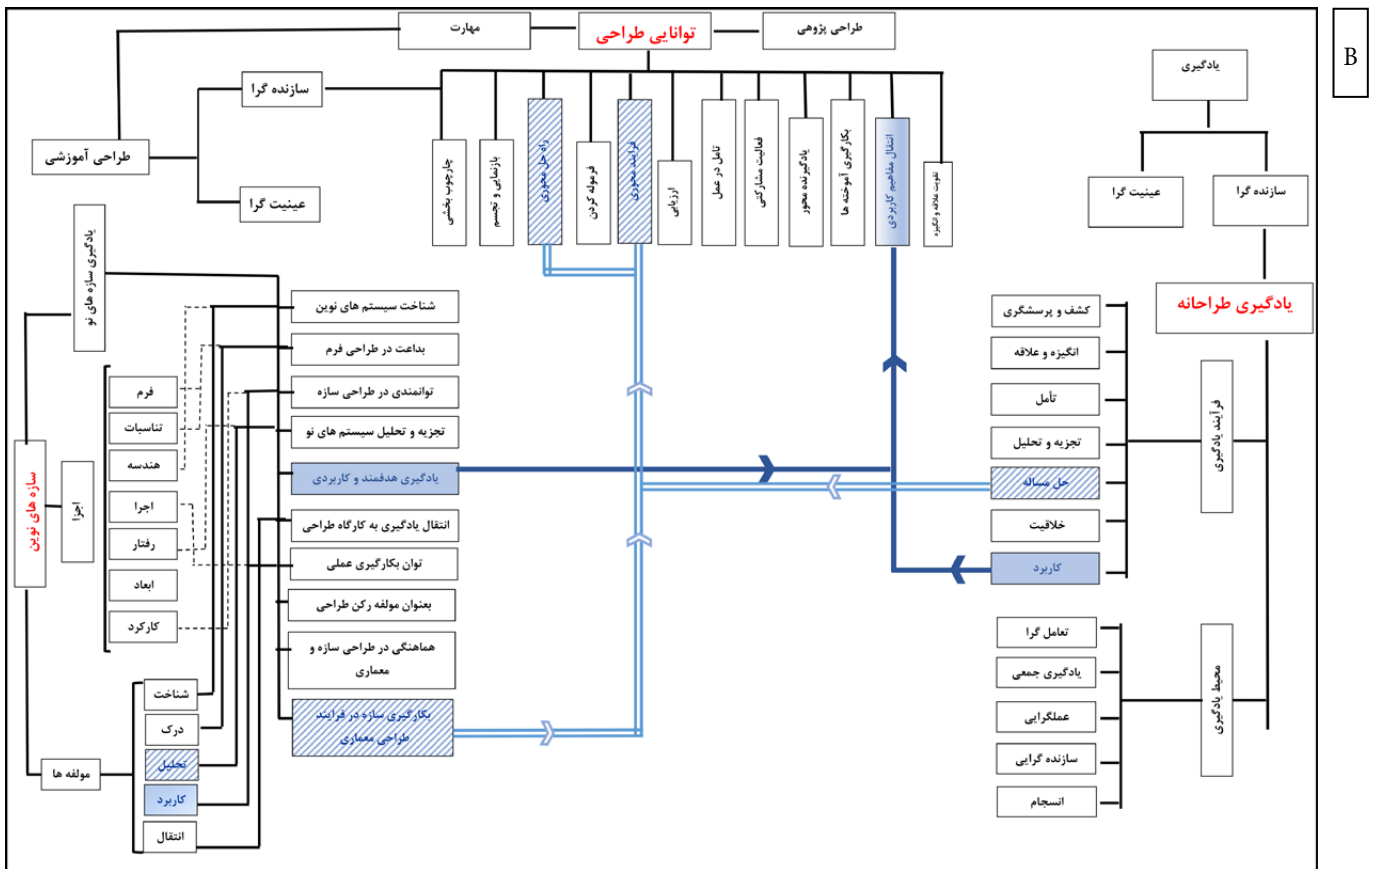 B
طراحی پژوهی
توانایی طراحی
مهارت
یادگیری
سازنده گرا
عینیت گرا
یادگیری طراحانه
سازنده گرا
طراحی آموزشی
عینیت گرا
تقویت علاقه و انگیزه
انتقال مفاهیم کاربردی
بکارگیری آموخته ها
یادگیرنده محور
فعالیت مشارکتی
تامل در عمل
ارزیابی
فرایند محوری
فرموله کردن
راه حل محوری
بازنمایی و تجسم
چارچوب بخشی
فرآیند یادگیری
کشف و پرسشگری
انگیزه و علاقه
تأمل
تجزیه و تحلیل
حل مساله
خلاقیت
کاربرد
محیط یادگیری
تعامل گرا
یادگیری جمعی
عملگرایی
سازنده گرایی
انسجام
یادگیری سازه های نو
شناخت سیستم های نوین
بداعت در طراحی فرم
توانمندی در طراحی سازه
تجزیه و تحلیل سیستم های نو
یادگیری هدفمند و کاربردی
انتقال یادگیری به کارگاه طراحی
توان بکارگیری عملی
بعنوان مولفه رکن طراحی
هماهنگی در طراحی سازه و
معماری
بکارگیری سازه در فرایند
طراحی معماری
سازه های نوین
اجزا
فرم
تناسبات
هندسه
اجرا
رفتار
ابعاد
کارکرد
مولفه ها
شناخت
درک
تحلیل
کاربرد
انتقال